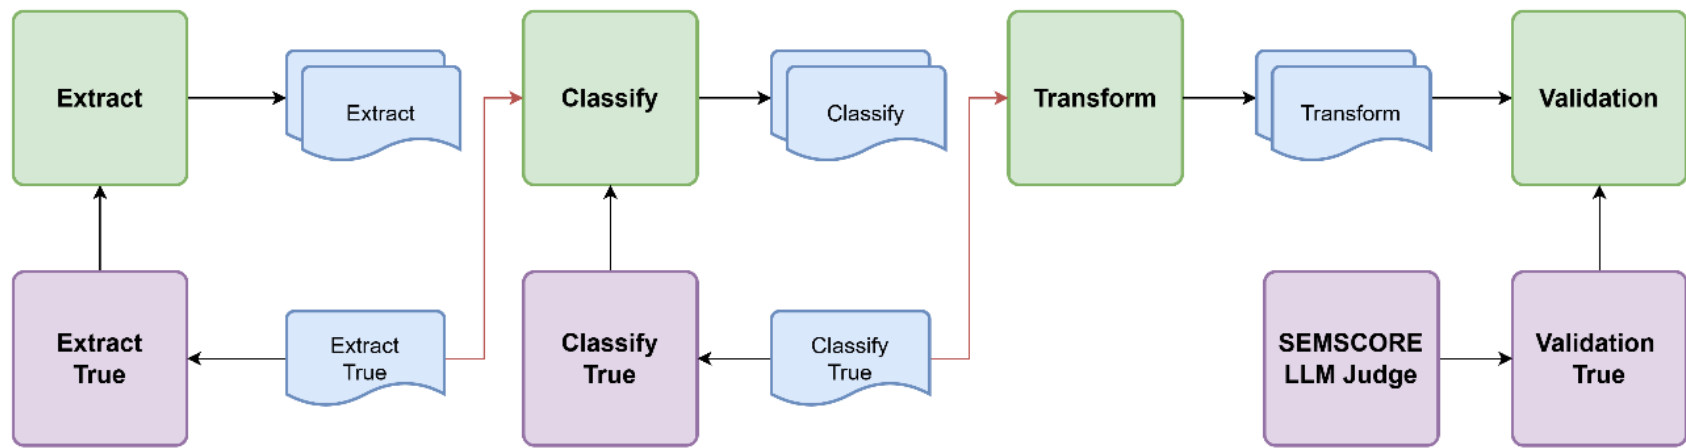 Extract
Extract
Classify
Classify
Transform
Transform
Validation
Extract
True
Extract
True
Classify
True
Classify
True
SEMSCORE
LLM Judge
Validation
True